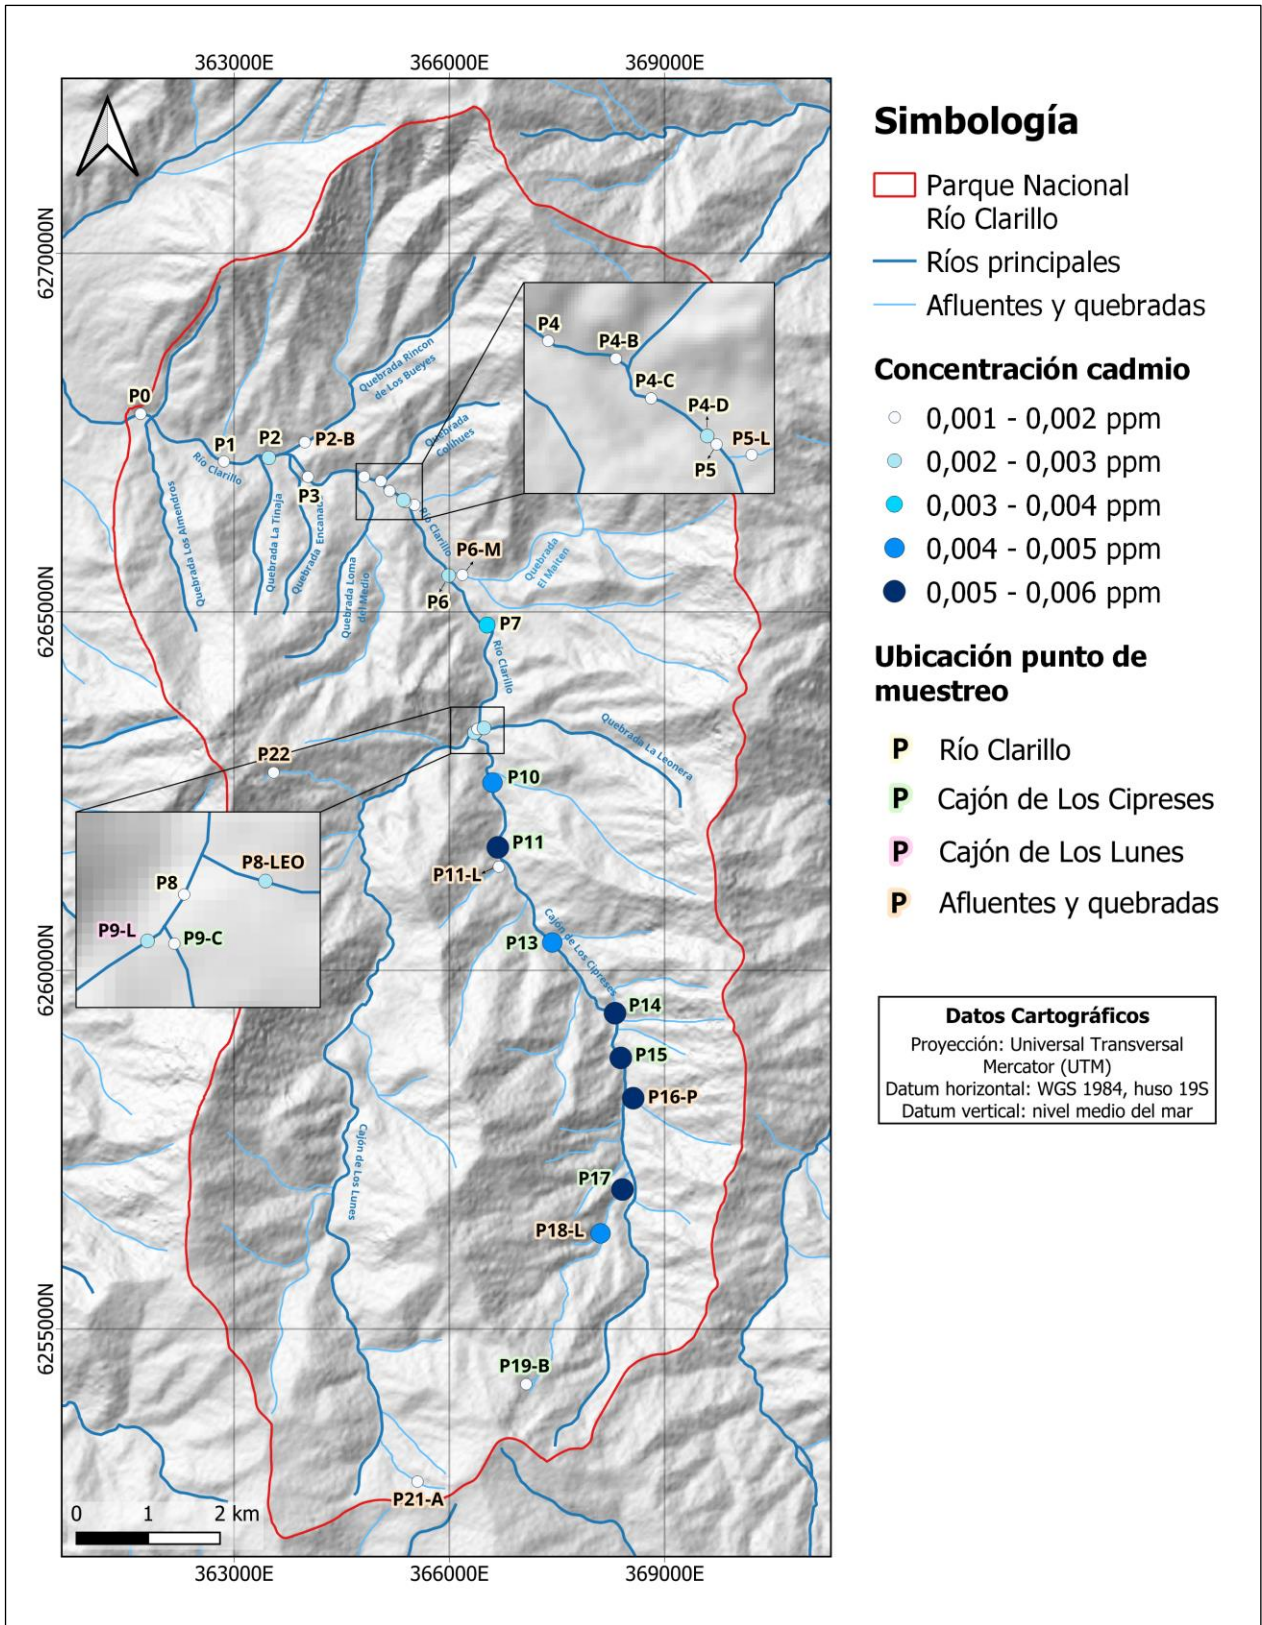 363000E
366000E
369000E
6270000N
6265000N
6260000N
6255000N
P0
P1
P2
P2-B
P3
Río Clarillo
Quebrada Los Almendros
Quebrada La Tinaja
Quebrada Encanada
Quebrada Loma
del Medio
Quebrada Rincon
de Los Bueyes
Quebrada
Colihues
P4
P4-B
P4-C
P4-D
P5
P5-L
Río Clarillo
P6-M
P6
Quebrada
El Maiten
P7
Río Clarillo
Quebrada La Leonera
P22
P10
P11
P11-L
P8-LEO
P8
P9-L
P9-C
P13
Cajón de Los Cipreses
P14
P15
P16-P
Cajón de Los Lunes
P17
P18-L
P19-B
P21-A
0 1 2 km
363000E
366000E
369000E
Simbología
Parque Nacional
Río Clarillo
Ríos principales
Afluentes y quebradas
Concentración cadmio
0,001 - 0,002 ppm
0,002 - 0,003 ppm
0,003 - 0,004 ppm
0,004 - 0,005 ppm
0,005 - 0,006 ppm
Ubicación punto de
muestreo
P Río Clarillo
P Cajón de Los Cipreses
P Cajón de Los Lunes
P Afluentes y quebradas
Datos Cartográficos
Proyección: Universal Transversal
Mercator (UTM)
Datum horizontal: WGS 1984, huso 19S
Datum vertical: nivel medio del mar